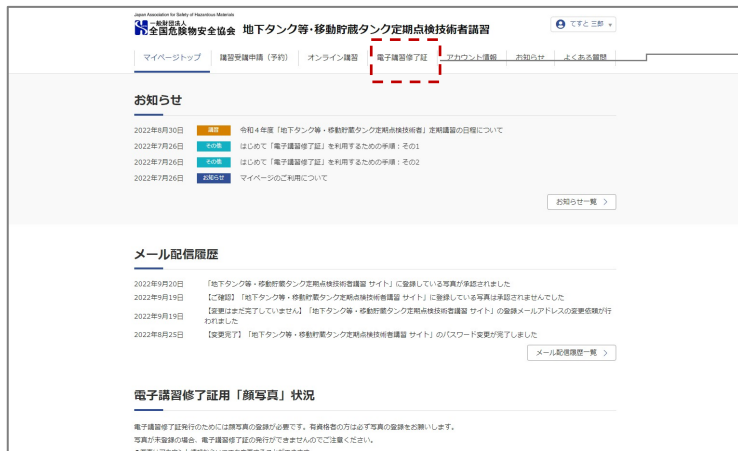 Japan Association for Safety of Hazardous Materials
一般財団法人
全国危険物安全協会 地下タンク等・移動貯蔵タンク定期点検技術者講習
てすと 三郎
マイページトップ 講習受講申請（予約） オンライン講習 電子講習修了証 アカウント情報 お知らせ よくある質問
お知らせ
2022年8月30日 講習 令和４年度「地下タンク等・移動貯蔵タンク定期点検技術者」定期講習の日程について
2022年7月26日 その他 はじめて「電子講習修了証」を利用するための手順：その1
2022年7月26日 その他 はじめて「電子講習修了証」を利用するための手順：その2
2022年7月26日 お知らせ マイページのご利用について
お知らせ一覧
メール配信履歴
2022年9月20日 「地下タンク等・移動貯蔵タンク定期点検技術者講習 サイト」に登録している写真が承認されました
2022年9月19日 【ご確認】「地下タンク等・移動貯蔵タンク定期点検技術者講習 サイト」に登録している写真は承認されませんでした
2022年9月19日 【変更はまだ完了していません】「地下タンク等・移動貯蔵タンク定期点検技術者講習 サイト」の登録メールアドレスの変更依頼が行
われました
2022年8月25日 【変更完了】「地下タンク等・移動貯蔵タンク定期点検技術者講習 サイト」のパスワード変更が完了しました
メール配信履歴一覧
電子講習修了証用「顔写真」状況
電子講習修了証発行のためには顔写真の登録が必要です。有資格者の方は必ず写真の登録をお願いします。
写真が未登録の場合、電子講習修了証の発行ができませんのでご注意ください。